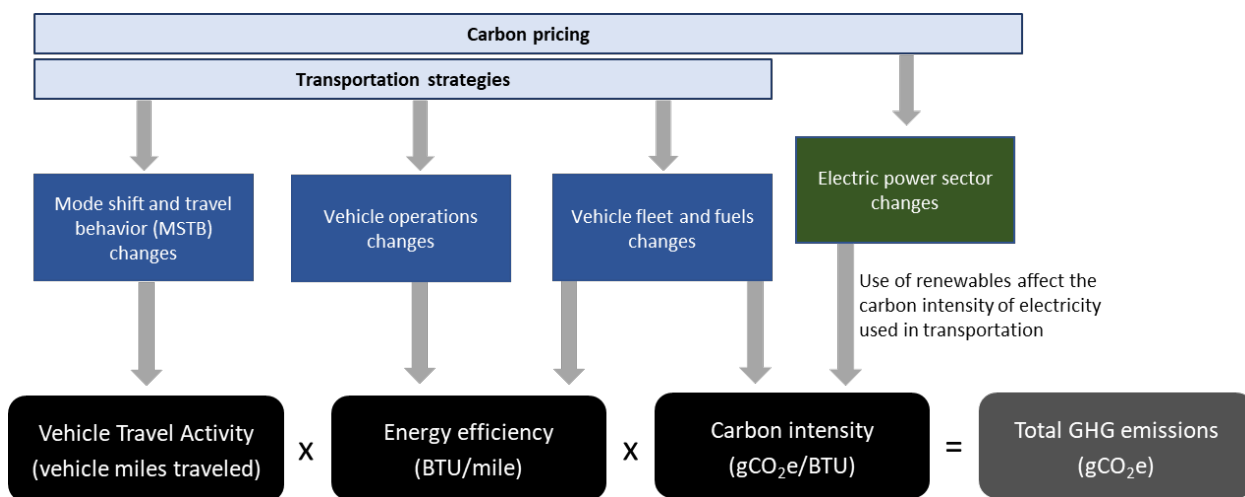 Carbon pricing
Transportation strategies
Mode shift and travel
behavior (MSTB)
changes
Vehicle operations
changes
Vehicle fleet and fuels
changes
Electric power sector
changes
Use of renewables affect the
carbon intensity of electricity
used in transportation
Vehicle Travel Activity
(vehicle miles traveled)
x
Energy efficiency
(BTU/mile)
x
Carbon intensity
(gCO₂e/BTU)
=
Total GHG emissions
(gCO₂e)